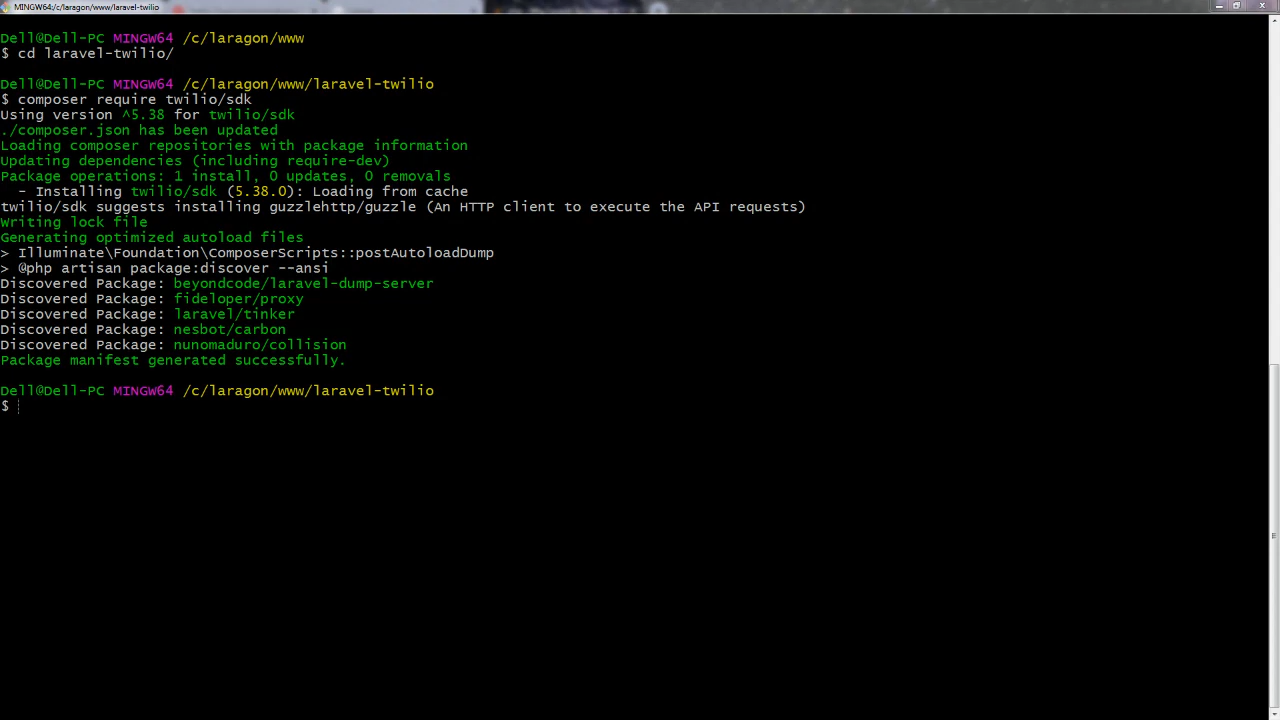 MINGW64:/c/laragon/www/laravel-twilio
Dell@Dell-PC MINGW64 /c/laragon/www
$ cd laravel-twilio/
Dell@Dell-PC MINGW64 /c/laragon/www/laravel-twilio
$ composer require twilio/sdk
Using version ^5.38 for twilio/sdk
./composer.json has been updated
Loading composer repositories with package information
Updating dependencies (including require-dev)
Package operations: 1 install, 0 updates, 0 removals
  - Installing twilio/sdk (5.38.0): Loading from cache
twilio/sdk suggests installing guzzlehttp/guzzle (An HTTP client to execute the API requests)
Writing lock file
Generating optimized autoload files
> Illuminate\Foundation\ComposerScripts::postAutoloadDump
> @php artisan package:discover --ansi
Discovered Package: beyondcode/laravel-dump-server
Discovered Package: fideloper/proxy
Discovered Package: laravel/tinker
Discovered Package: nesbot/carbon
Discovered Package: nunomaduro/collision
Package manifest generated successfully.
Dell@Dell-PC MINGW64 /c/laragon/www/laravel-twilio
$